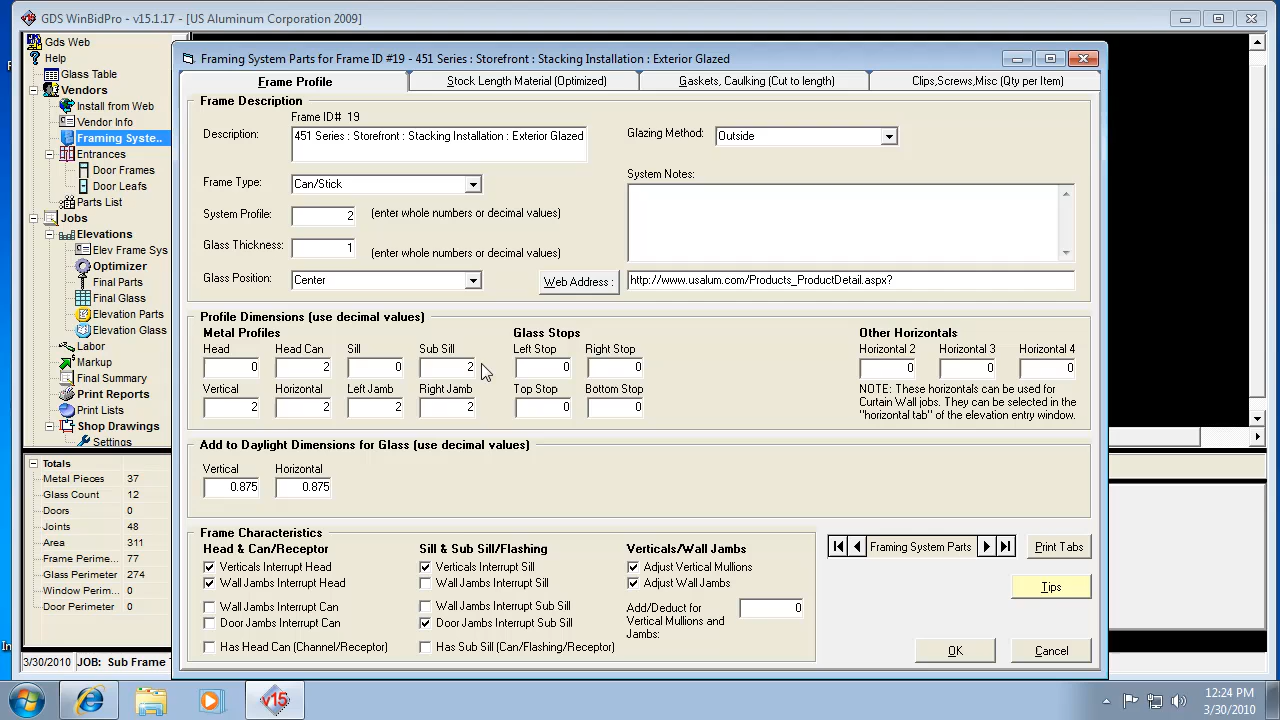 GDS WinBidPro - v15.1.17 - [US Aluminum Corporation 2009]
Gds Web
Help
Glass Table
Vendors
Install from Web
Vendor Info
Framing Syste..
Entrances
Door Frames
Door Leafs
Parts List
Jobs
Elevations
Elev Frame Sys
Optimizer
Final Parts
Final Glass
Elevation Parts
Elevation Glass
Labor
Markup
Final Summary
Print Reports
Print Lists
Shop Drawings
Settings
Totals
Metal Pieces 37
Glass Count 12
Doors 0
Joints 48
Area 311
Frame Perime... 77
Glass Perimeter 274
Window Perim... 0
Door Perimeter 0
3/30/2010 JOB: Sub Frame T
Framing System Parts for Frame ID #19 - 451 Series : Storefront : Stacking Installation : Exterior Glazed
Frame Profile Stock Length Material (Optimized) Gaskets, Caulking (Cut to length) Clips,Screws,Misc (Qty per Item)
Frame Description
Frame ID# 19
Description: 451 Series : Storefront : Stacking Installation : Exterior Glazed
Glazing Method: Outside
System Notes:
Frame Type: Can/Stick
System Profile: 2 (enter whole numbers or decimal values)
Glass Thickness: 1 (enter whole numbers or decimal values)
Glass Position: Center
Web Address : http://www.usalum.com/Products_ProductDetail.aspx?
Profile Dimensions (use decimal values)
Metal Profiles Glass Stops Other Horizontals
Head Head Can Sill Sub Sill Left Stop Right Stop Horizontal 2 Horizontal 3 Horizontal 4
0 2 0 2 0 0 0 0 0
Vertical Horizontal Left Jamb Right Jamb Top Stop Bottom Stop
2 2 2 2 0 0
NOTE: These horizontals can be used for
Curtain Wall jobs. They can be selected in the
"horizontal tab" of the elevation entry window.
Add to Daylight Dimensions for Glass (use decimal values)
Vertical Horizontal
0.875 0.875
Frame Characteristics
Head & Can/Receptor
Verticals Interrupt Head
Wall Jambs Interrupt Head
Wall Jambs Interrupt Can
Door Jambs Interrupt Can
Has Head Can (Channel/Receptor)
Sill & Sub Sill/Flashing
Verticals Interrupt Sill
Wall Jambs Interrupt Sill
Wall Jambs Interrupt Sub Sill
Door Jambs Interrupt Sub Sill
Has Sub Sill (Can/Flashing/Receptor)
Verticals/Wall Jambs
Adjust Vertical Mullions
Adjust Wall Jambs
Add/Deduct for
Vertical Mullions and
Jambs:
0
Framing System Parts
Print Tabs
Tips
OK Cancel
v15
12:24 PM
3/30/2010